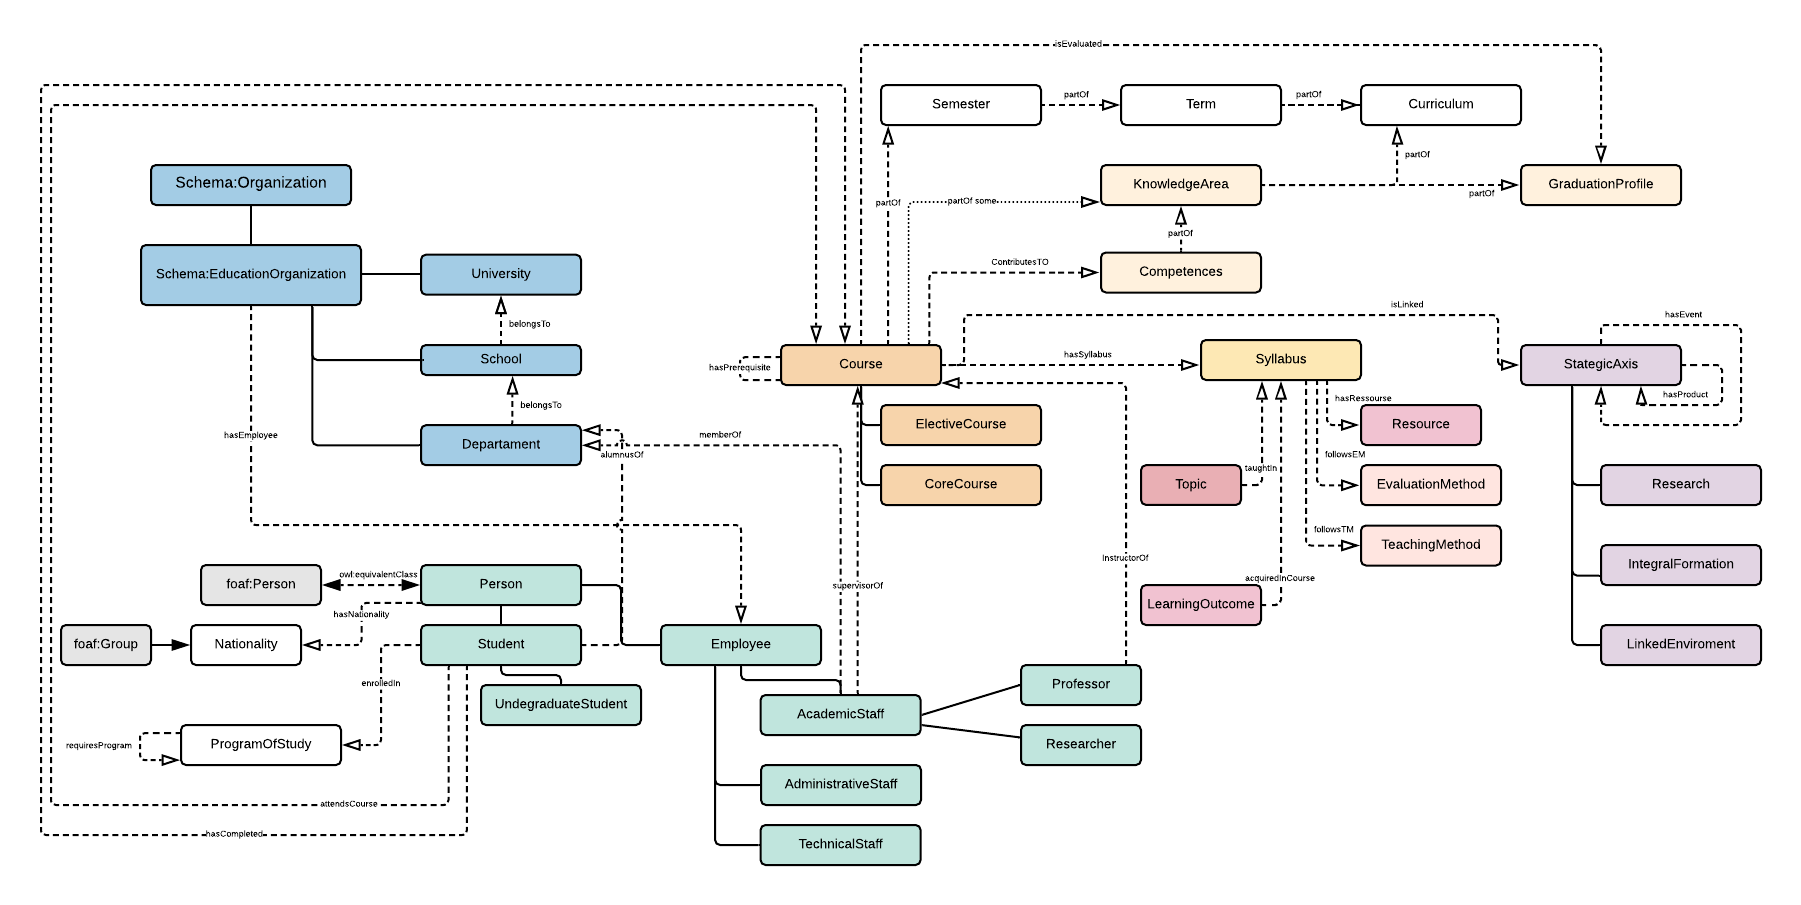 isEvaluated
Semester
partOf
Term
partOf
Curriculum
partOf
Schema:Organization
KnowledgeArea
partOf
GraduationProfile
partOf
partOf some
partOf
Schema:EducationOrganization
University
ContributesTO
Competences
belongsTo
isLinked
hasEvent
School
hasPrerequisite
Course
hasSyllabus
Syllabus
StategicAxis
hasProduct
belongsTo
hasRessourse
hasEmployee
Departament
memberOf
alumnusOf
ElectiveCourse
Resource
followsEM
taughtIn
CoreCourse
Topic
EvaluationMethod
Research
followsTM
TeachingMethod
InstructorOf
foaf:Person
owl:equivalentClass
Person
supervisorOf
acquiredInCourse
IntegralFormation
LearningOutcome
hasNationality
foaf:Group
Nationality
Student
Employee
LinkedEnviroment
enrolledIn
UndegraduateStudent
AcademicStaff
Professor
requiresProgram
ProgramOfStudy
Researcher
AdministrativeStaff
attendsCourse
hasCompleted
TechnicalStaff